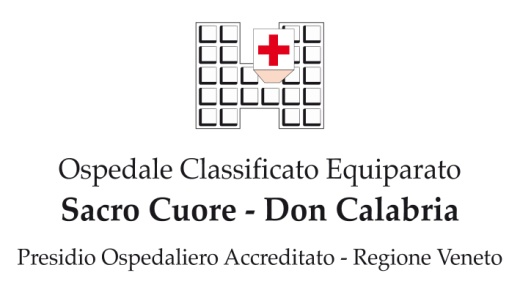 Ospedale Classificato Equiparato
Sacro Cuore - Don Calabria
Presidio Ospedaliero Accreditato - Regione Veneto